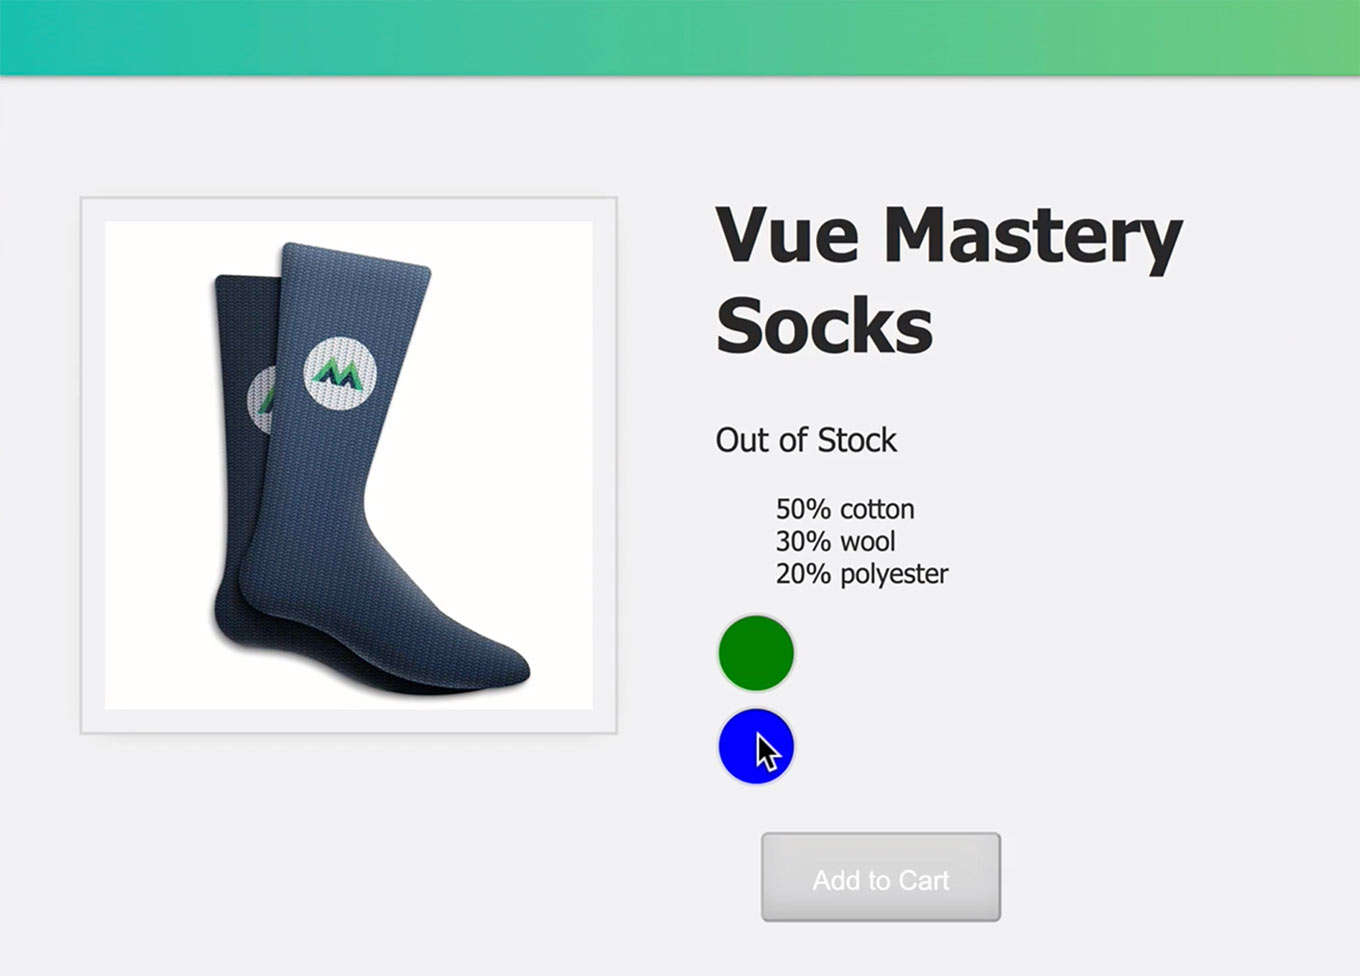 Vue Mastery
Socks
Out of Stock
50% cotton
30% wool
20% polyester
Add to Cart